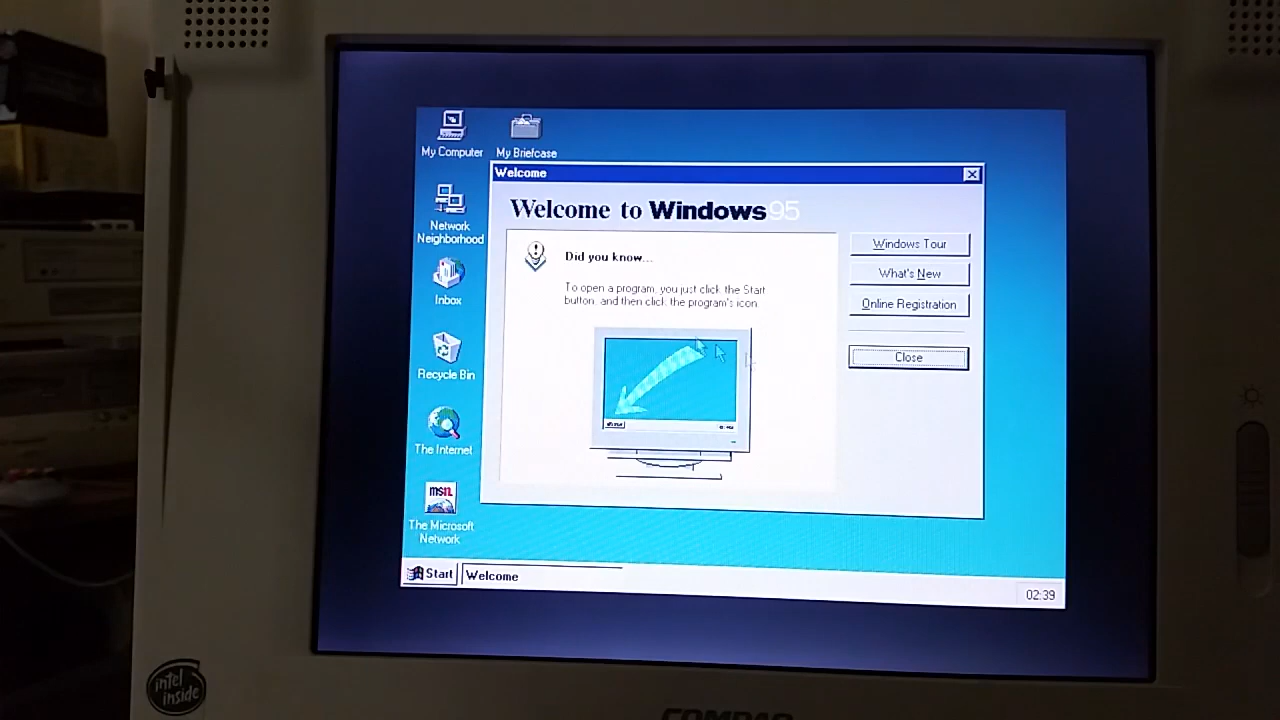 My Computer
My Briefcase
Welcome
Welcome to Windows 95
Network
Neighborhood
Did you know...
Windows Tour
To open a program, you just click the Start
button, and then click the program's icon.
What's New
Inbox
Online Registration
Close
Recycle Bin
The Internet
msn
The Microsoft
Network
Start
Welcome
02:39
intel
inside
COMPAQ